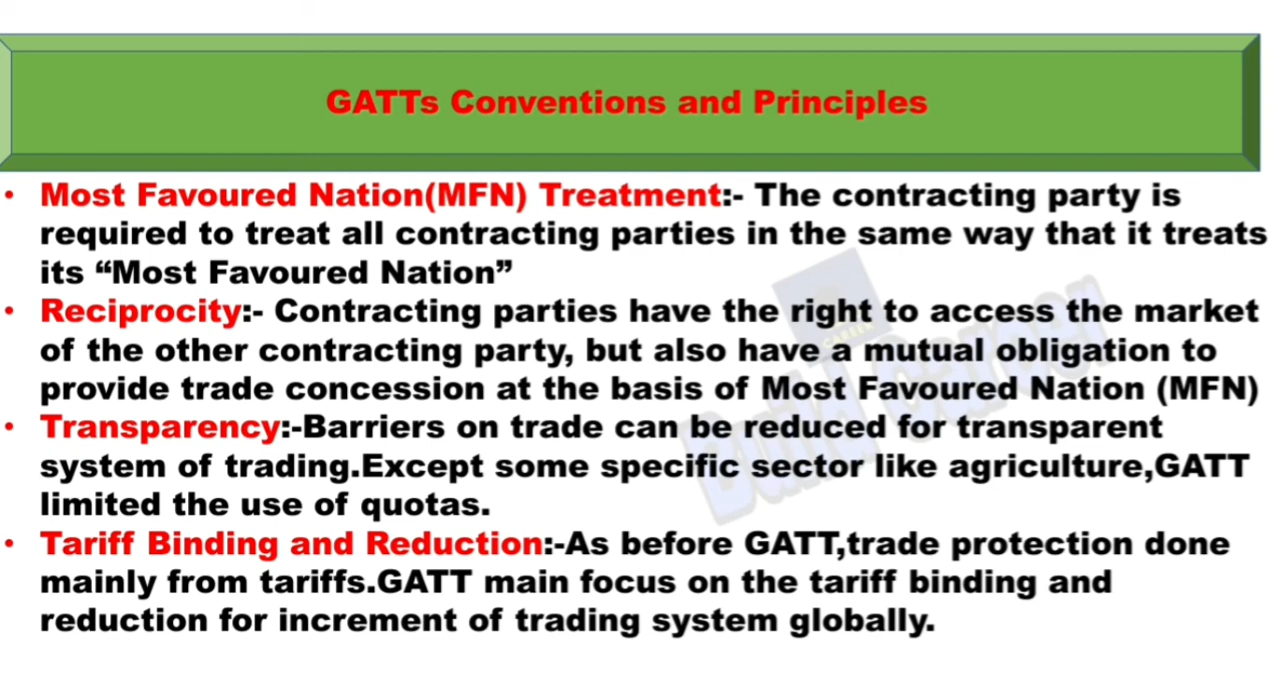 GATTs Conventions and Principles
• Most Favoured Nation(MFN) Treatment:- The contracting party is
required to treat all contracting parties in the same way that it treats
its “Most Favoured Nation”
• Reciprocity:- Contracting parties have the right to access the market
of the other contracting party, but also have a mutual obligation to
provide trade concession at the basis of Most Favoured Nation (MFN)
• Transparency:-Barriers on trade can be reduced for transparent
system of trading.Except some specific sector like agriculture,GATT
limited the use of quotas.
• Tariff Binding and Reduction:-As before GATT,trade protection done
mainly from tariffs.GATT main focus on the tariff binding and
reduction for increment of trading system globally.
Build Career